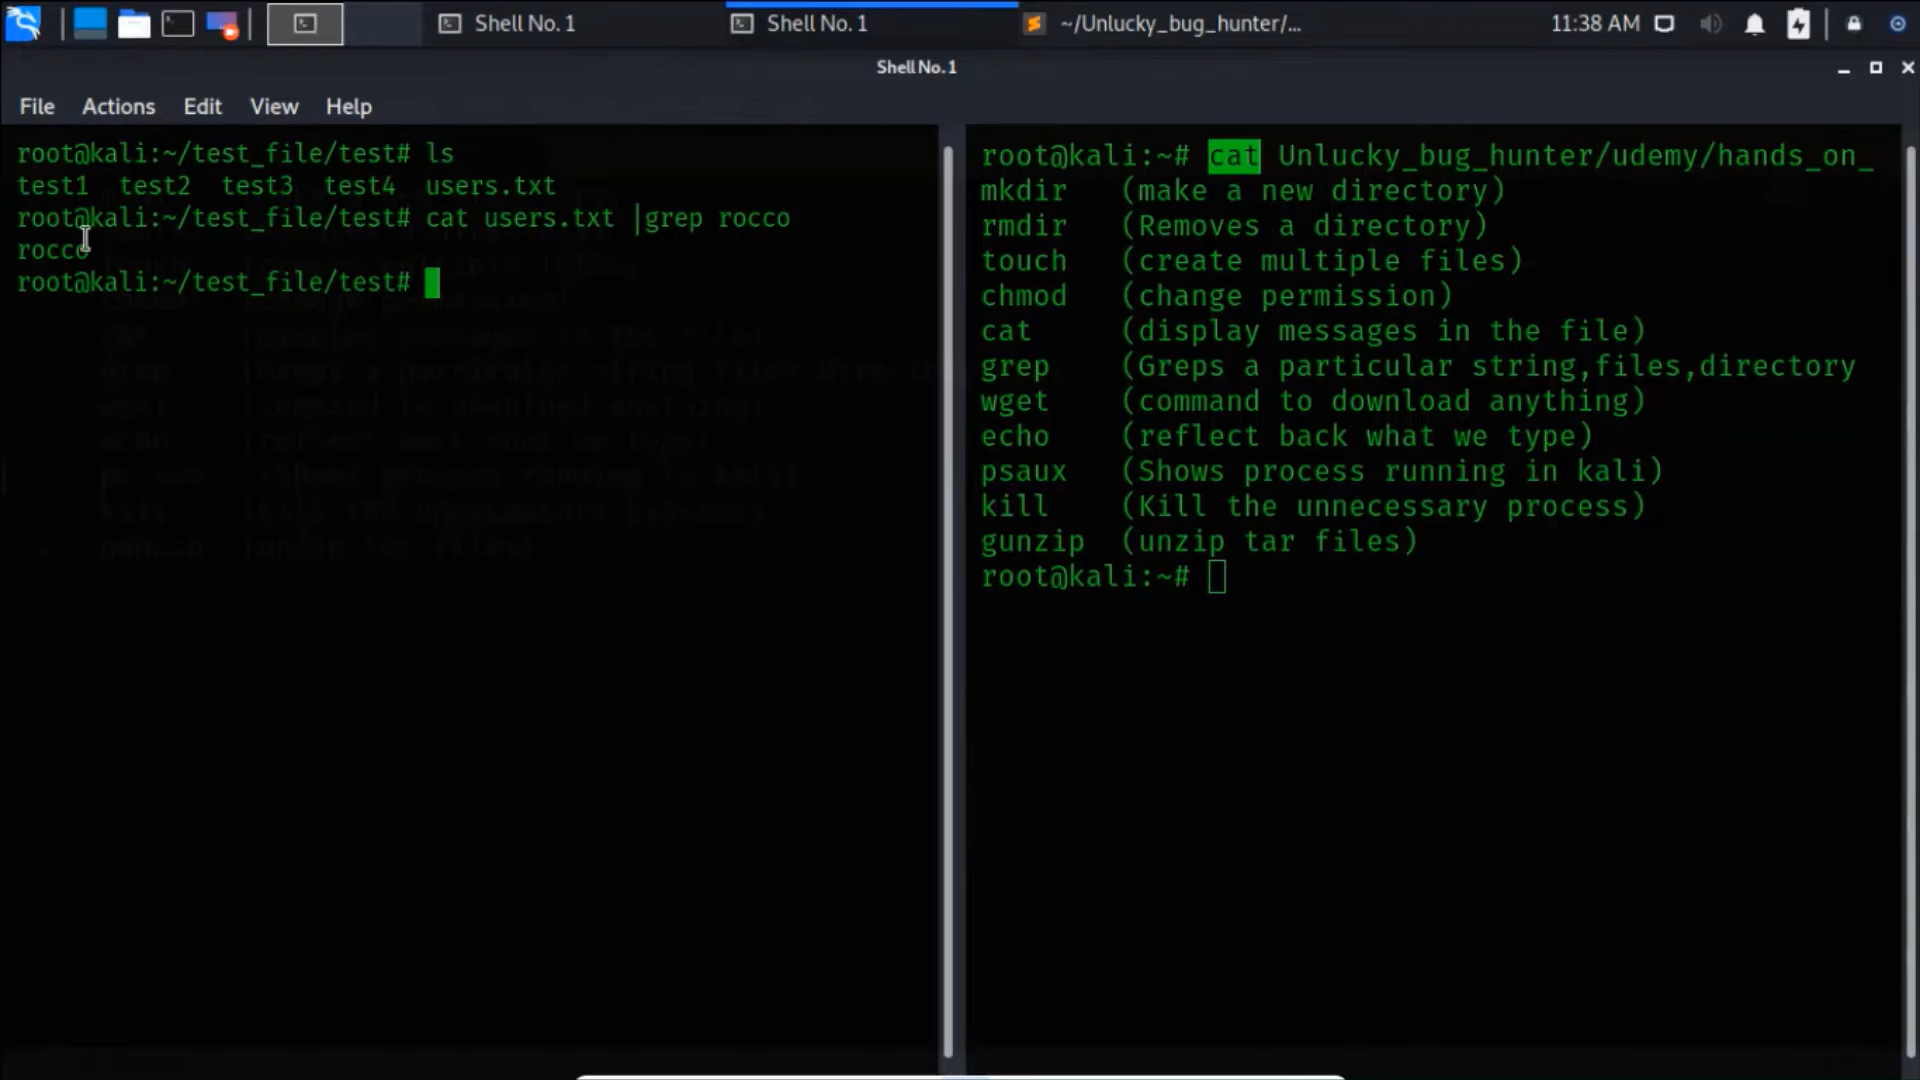 Shell No. 1
Shell No. 1
~/Unlucky_bug_hunter/...
11:38 AM
Shell No. 1
File Actions Edit View Help
root@kali:~/test_file/test# ls
test1 test2 test3 test4 users.txt
root@kali:~/test_file/test# cat users.txt |grep rocco
rocco
root@kali:~/test_file/test#
root@kali:~# cat Unlucky_bug_hunter/udemy/hands_on_
mkdir (make a new directory)
rmdir (Removes a directory)
touch (create multiple files)
chmod (change permission)
cat (display messages in the file)
grep (Greps a particular string,files,directory
wget (command to download anything)
echo (reflect back what we type)
psaux (Shows process running in kali)
kill (Kill the unnecessary process)
gunzip (unzip tar files)
root@kali:~#